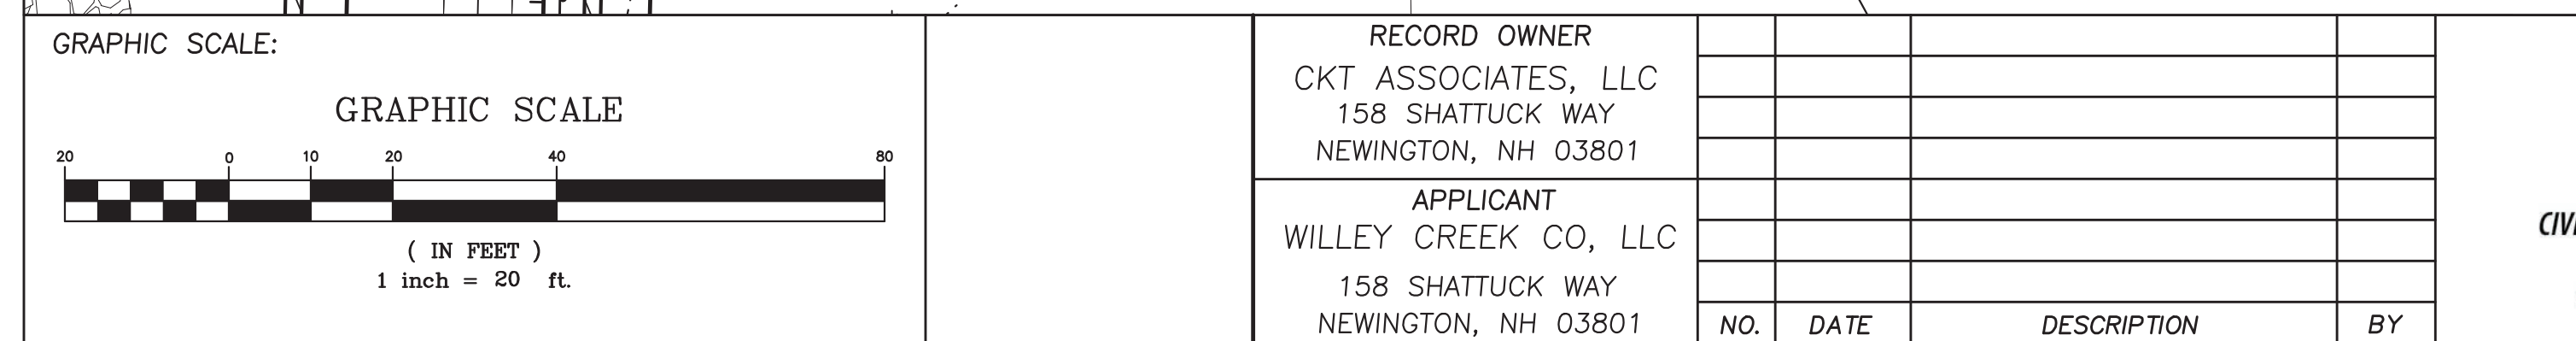 GRAPHIC SCALE:
GRAPHIC SCALE
20 0 10 20 40 80
( IN FEET )
1 inch = 20 ft.
RECORD OWNER
CKT ASSOCIATES, LLC
158 SHATTUCK WAY
NEWINGTON, NH 03801
APPLICANT
WILLEY CREEK CO, LLC
158 SHATTUCK WAY
NEWINGTON, NH 03801
NO. DATE DESCRIPTION BY